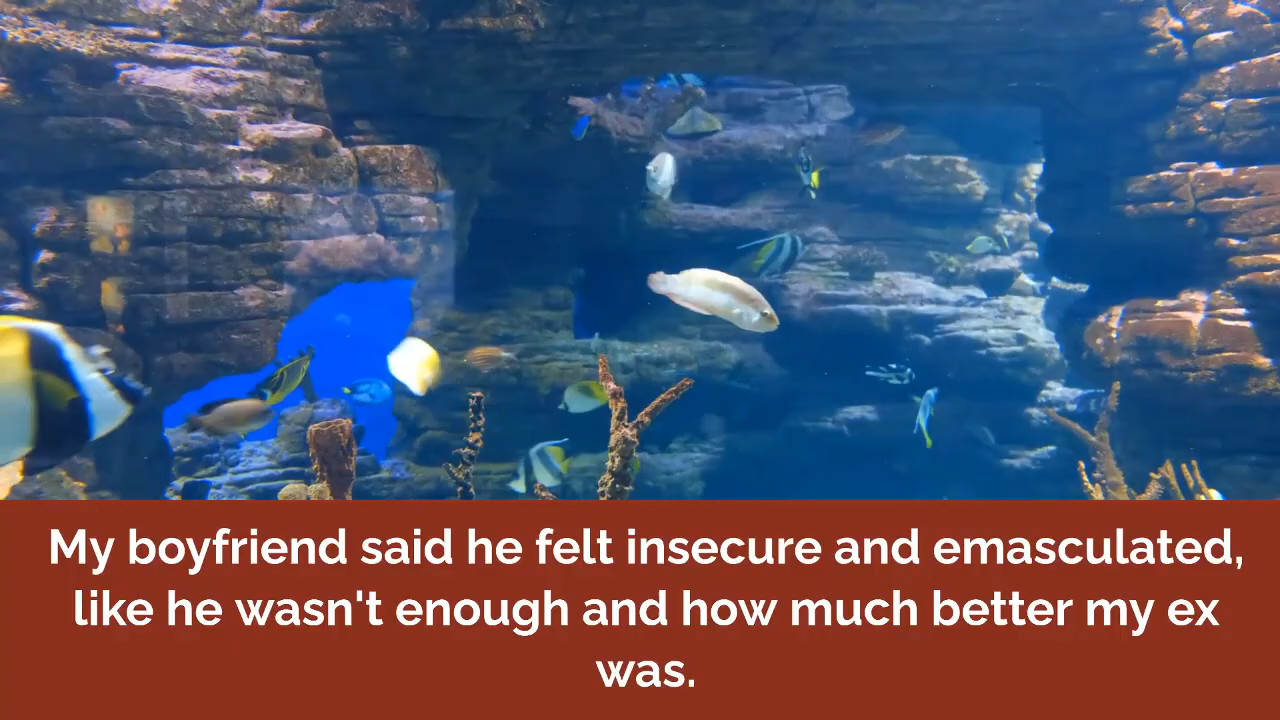 My boyfriend said he felt insecure and emasculated,
like he wasn't enough and how much better my ex
was.